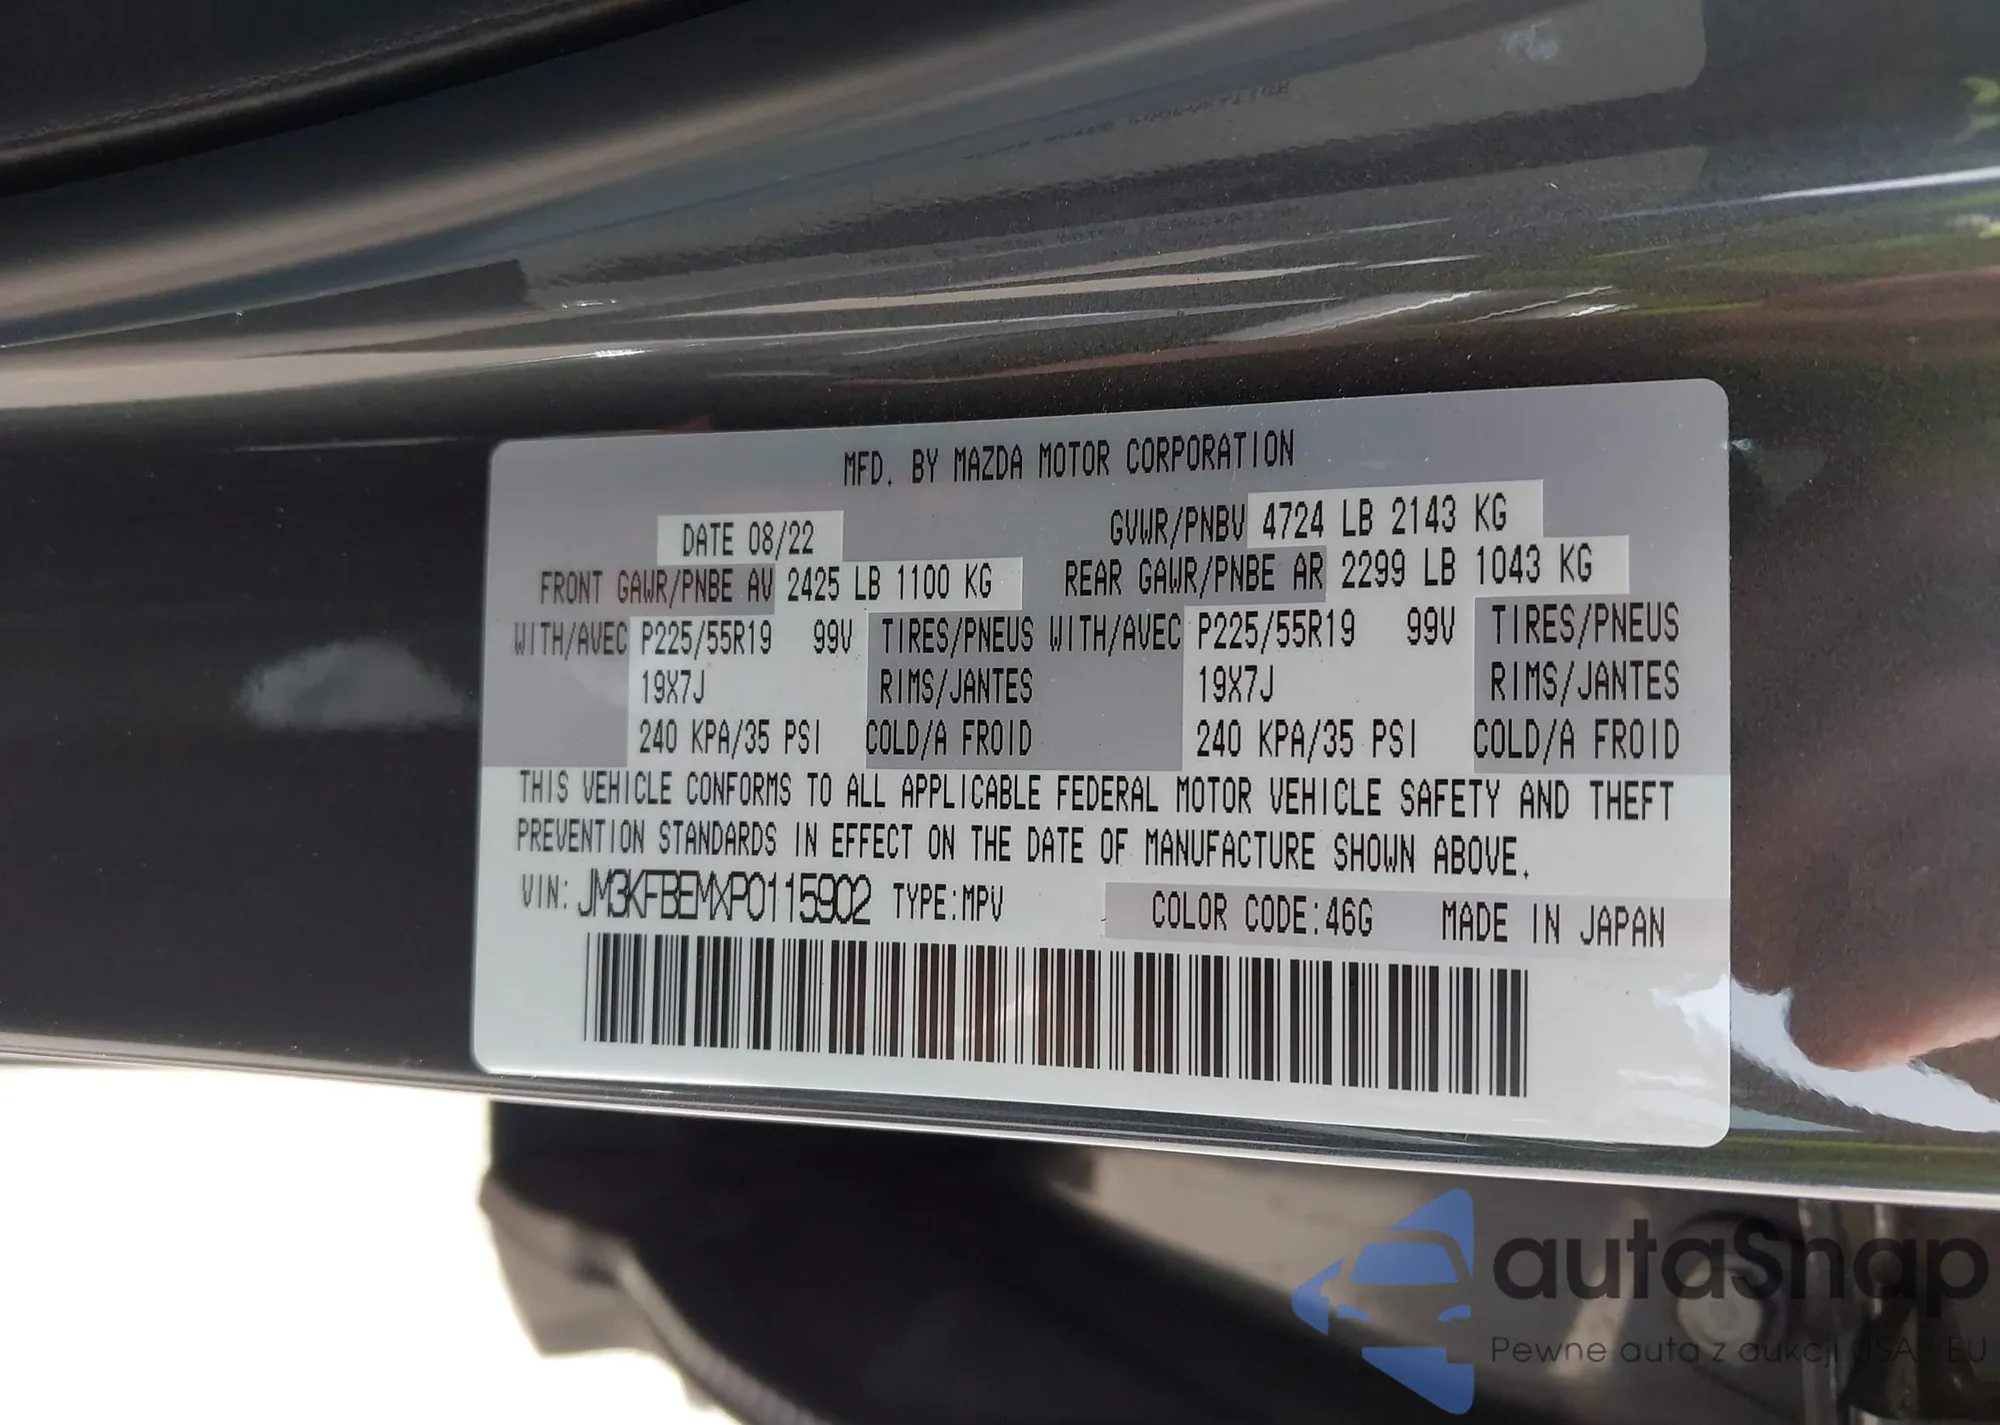 MFD. BY MAZDA MOTOR CORPORATION
DATE 08/22 GVWR/PNBV 4724 LB 2143 KG
FRONT GAWR/PNBE AV 2425 LB 1100 KG REAR GAWR/PNBE AR 2299 LB 1043 KG
WITH/AVEC P225/55R19 99V TIRES/PNEUS WITH/AVEC P225/55R19 99V TIRES/PNEUS
19X7J RIMS/JANTES 19X7J RIMS/JANTES
240 KPA/35 PSI COLD/A FROID 240 KPA/35 PSI COLD/A FROID
THIS VEHICLE CONFORMS TO ALL APPLICABLE FEDERAL MOTOR VEHICLE SAFETY AND THEFT
PREVENTION STANDARDS IN EFFECT ON THE DATE OF MANUFACTURE SHOWN ABOVE.
VIN: JM3KFBEMXP0115902 TYPE:MPV COLOR CODE:46G MADE IN JAPAN
autaSnap
Pewne auta z aukcji USA EU